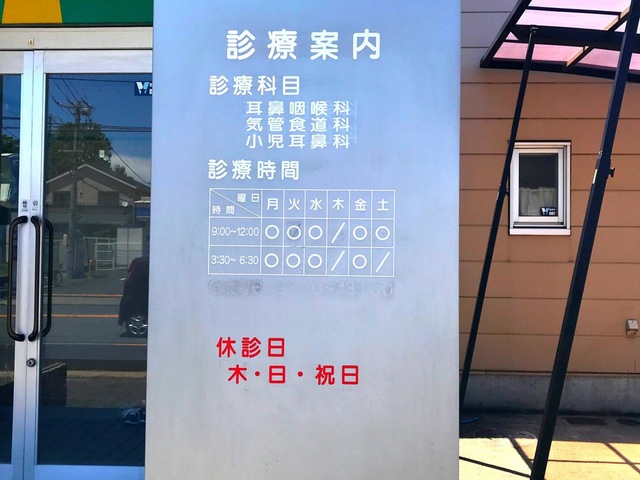 診療案内
診療科目
耳鼻咽喉科
気管食道科
小児耳鼻科
診療時間
曜日 時間 月 火 水 木 金 土
9:00~12:00 ○ ○ ○ / ○ ○
3:30~6:30 ○ ○ ○ / ○ /
休診日
木・日・祝日